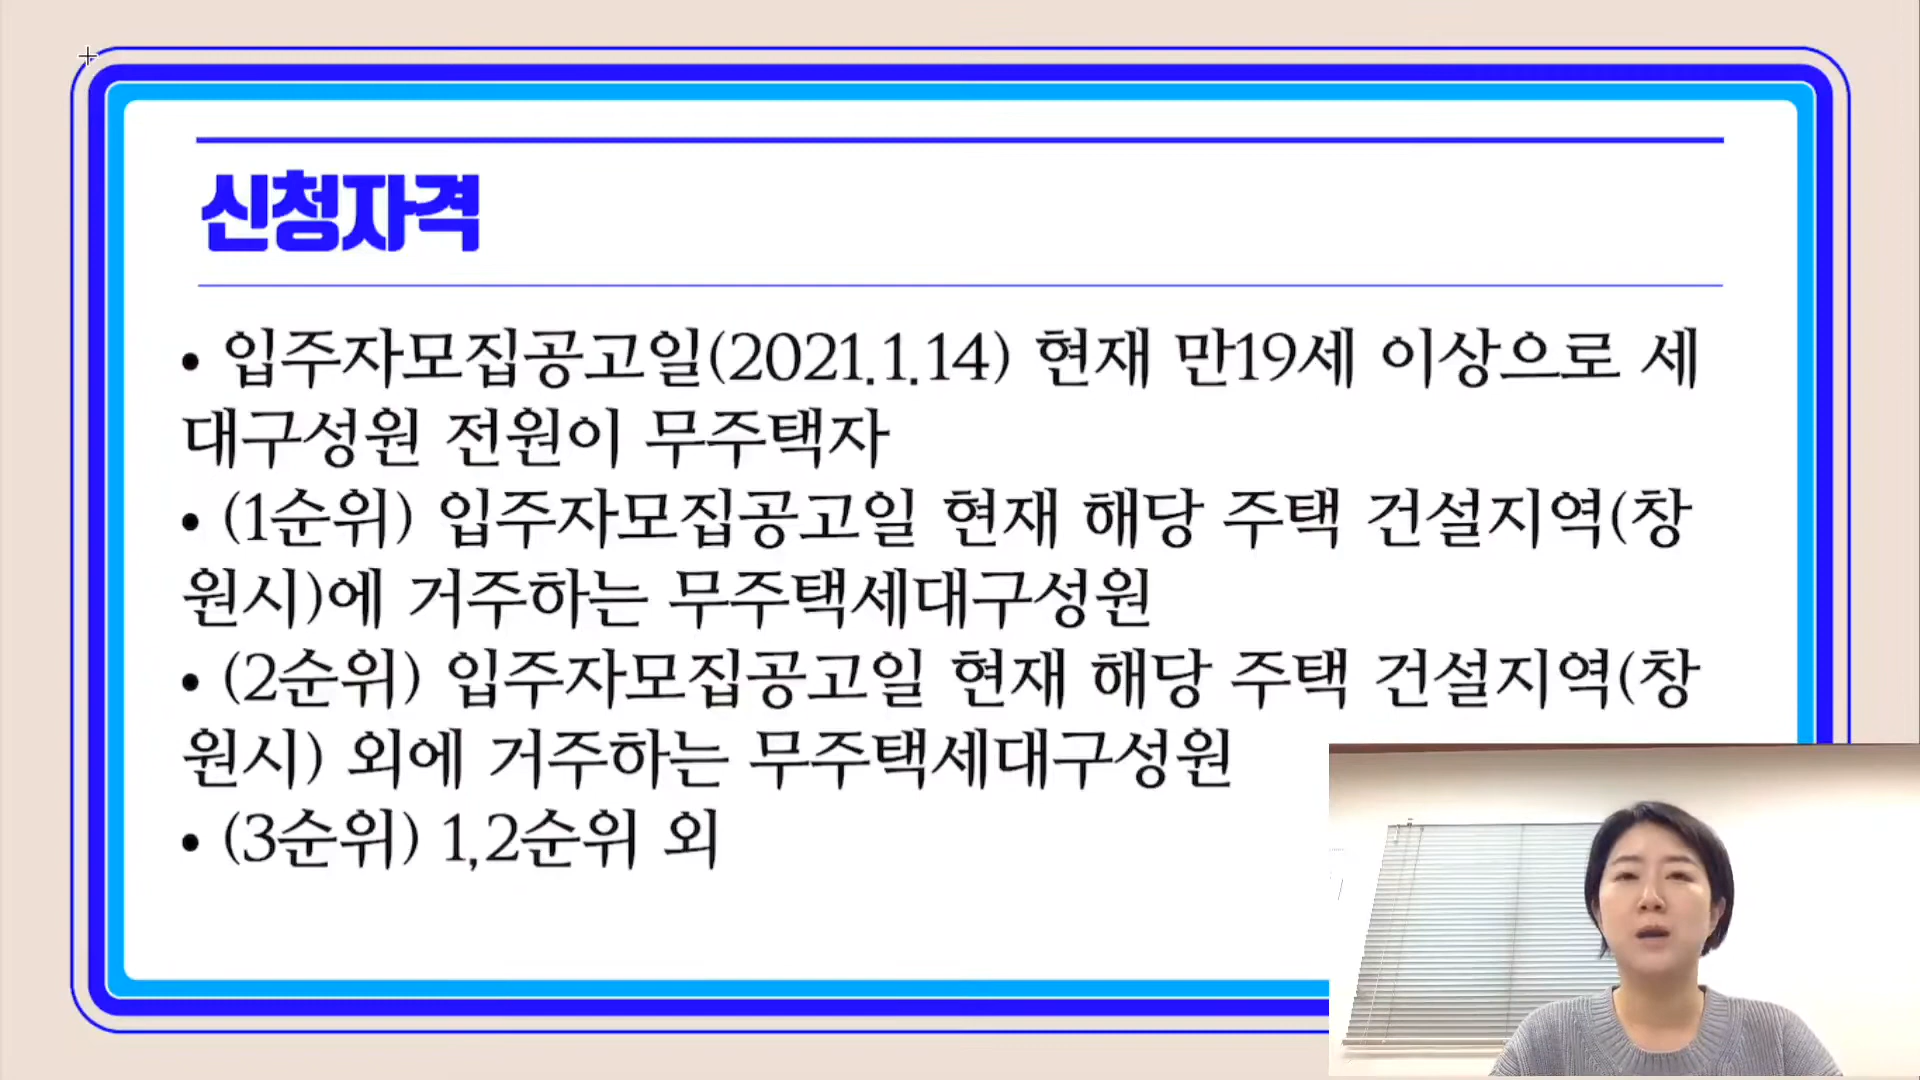 신청자격
• 입주자모집공고일(2021.1.14) 현재 만19세 이상으로 세
대구성원 전원이 무주택자
• (1순위) 입주자모집공고일 현재 해당 주택 건설지역(창
원시)에 거주하는 무주택세대구성원
• (2순위) 입주자모집공고일 현재 해당 주택 건설지역(창
원시) 외에 거주하는 무주택세대구성원
• (3순위) 1,2순위 외